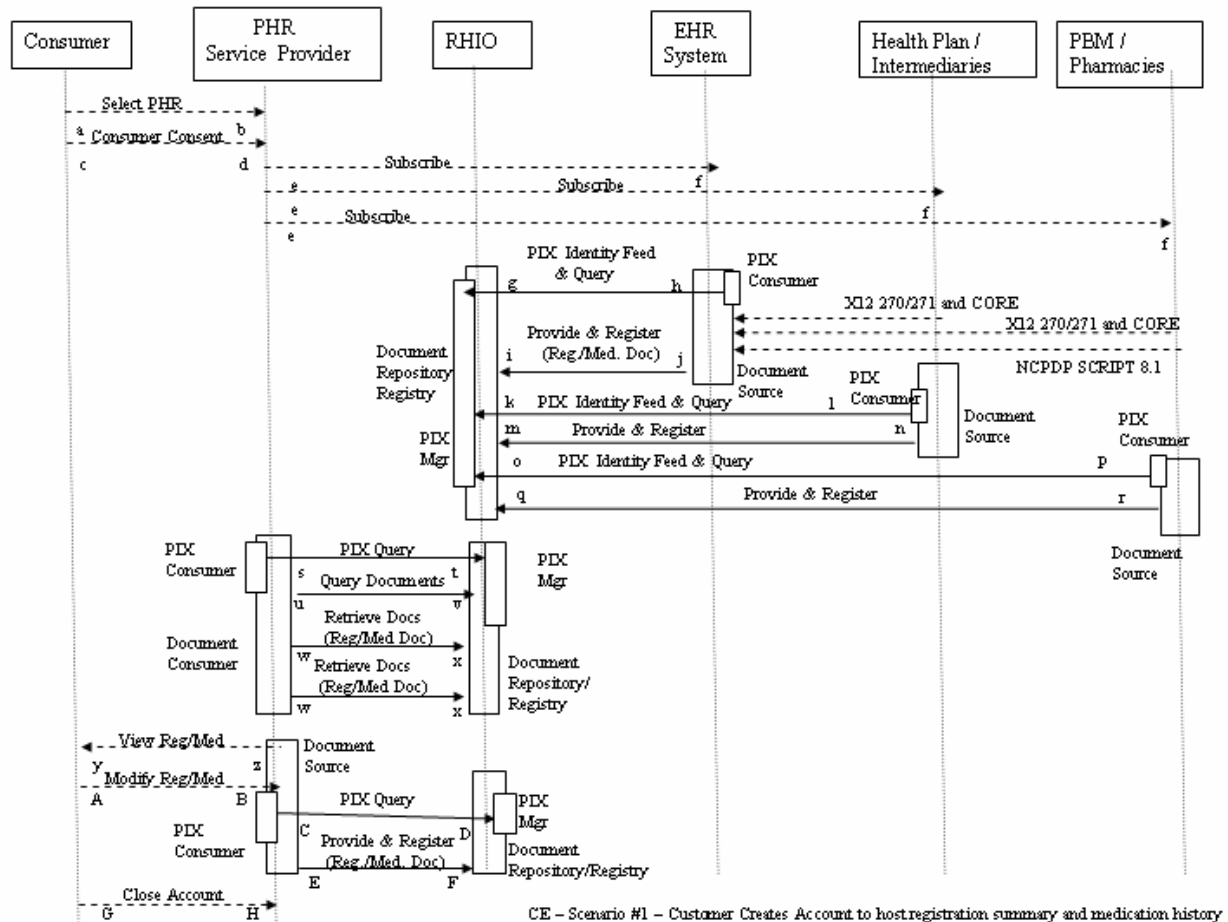 Consumer
PHR
Service Provider
RHIO
EHR
System
Health Plan /
Intermediaries
PBM /
Pharmacies
Select PHR
a
b
Consumer Consent
c
d
Subscribe
f
e
Subscribe
e
f
Subscribe
e
f
PIX Identity Feed
& Query
PIX
Consumer
g
h
X12 270/271 and CORE
X12 270/271 and CORE
Provide & Register
(Reg./Med. Doc)
i
j
NCPDP SCRIPT 8.1
Document
Repository
Registry
Document
Source
PIX
Consumer
k
PIX Identity Feed & Query
l
Document
Source
PIX
Consumer
m
Provide & Register
n
PIX
Mgr
o
PIX Identity Feed & Query
p
q
Provide & Register
r
Document
Source
PIX
Consumer
PIX Query
s
t
PIX
Mgr
Query Documents
u
v
Retrieve Docs
(Reg/Med Doc)
w
x
Document
Consumer
Retrieve Docs
(Reg/Med Doc)
w
x
Document
Repository/
Registry
View Reg/Med
y
z
Document
Source
Modify Reg/Med
A
B
PIX Query
C
D
PIX
Mgr
PIX
Consumer
Provide & Register
(Reg./Med. Doc)
E
F
Document
Repository/Registry
Close Account
G
H
CE – Scenario #1 – Customer Creates Account to host registration summary and medication history